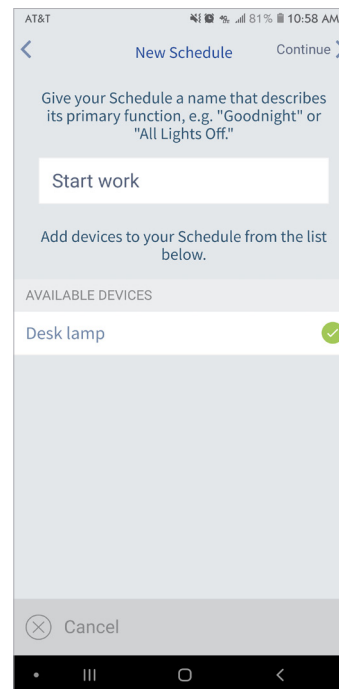 AT&T 81% 10:58 AM
New Schedule Continue
Give your Schedule a name that describes
its primary function, e.g. "Goodnight" or
"All Lights Off."
Start work
Add devices to your Schedule from the list
below.
AVAILABLE DEVICES
Desk lamp
Cancel